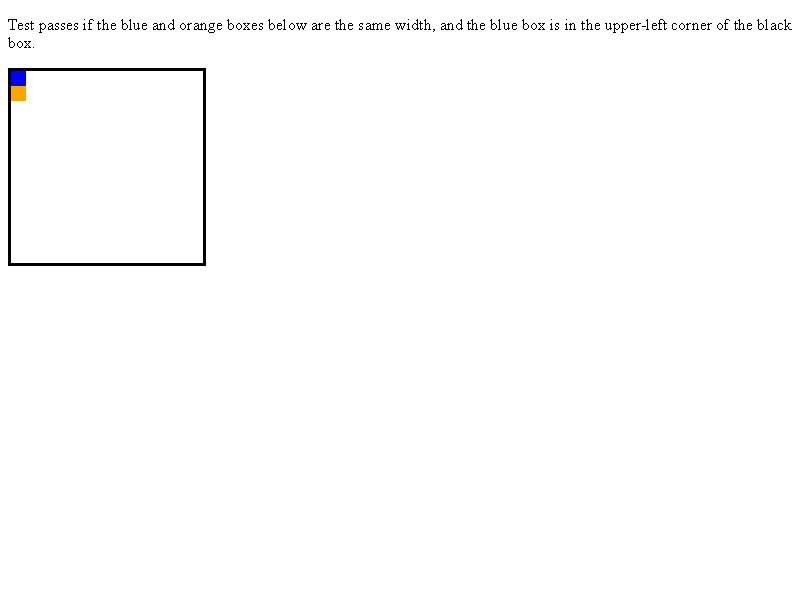 Test passes if the blue and orange boxes below are the same width, and the blue box is in the upper-left corner of the black
box.